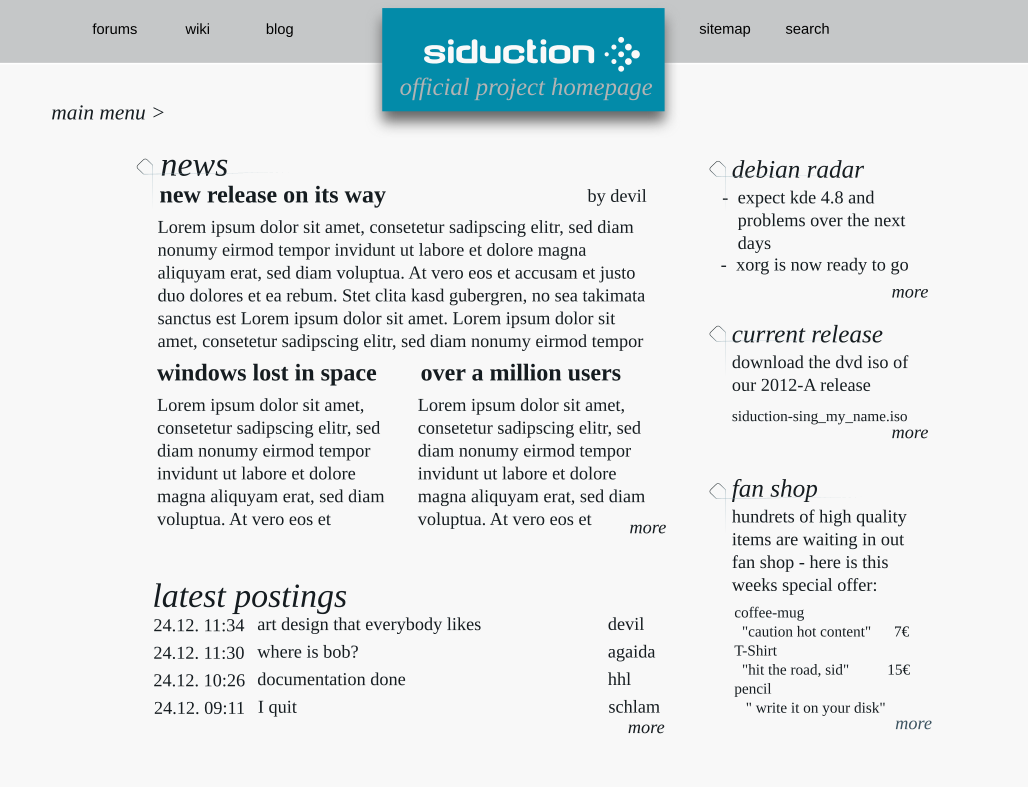 forums wiki blog
siduction
official project homepage
sitemap search
main menu >
news
new release on its way by devil
Lorem ipsum dolor sit amet, consetetur sadipscing elitr, sed diam
nonumy eirmod tempor invidunt ut labore et dolore magna
aliquyam erat, sed diam voluptua. At vero eos et accusam et justo
duo dolores et ea rebum. Stet clita kasd gubergren, no sea takimata
sanctus est Lorem ipsum dolor sit amet. Lorem ipsum dolor sit
amet, consetetur sadipscing elitr, sed diam nonumy eirmod tempor
windows lost in space
Lorem ipsum dolor sit amet,
consetetur sadipscing elitr, sed
diam nonumy eirmod tempor
invidunt ut labore et dolore
magna aliquyam erat, sed diam
voluptua. At vero eos et
over a million users
Lorem ipsum dolor sit amet,
consetetur sadipscing elitr, sed
diam nonumy eirmod tempor
invidunt ut labore et dolore
magna aliquyam erat, sed diam
voluptua. At vero eos et
more
latest postings
24.12. 11:34 art design that everybody likes devil
24.12. 11:30 where is bob? agaida
24.12. 10:26 documentation done hhl
24.12. 09:11 I quit schlam
more
debian radar
- expect kde 4.8 and
problems over the next
days
- xorg is now ready to go
more
current release
download the dvd iso of
our 2012-A release
siduction-sing_my_name.iso
more
fan shop
hundrets of high quality
items are waiting in out
fan shop - here is this
weeks special offer:
coffee-mug
"caution hot content" 7€
T-Shirt
"hit the road, sid" 15€
pencil
" write it on your disk"
more